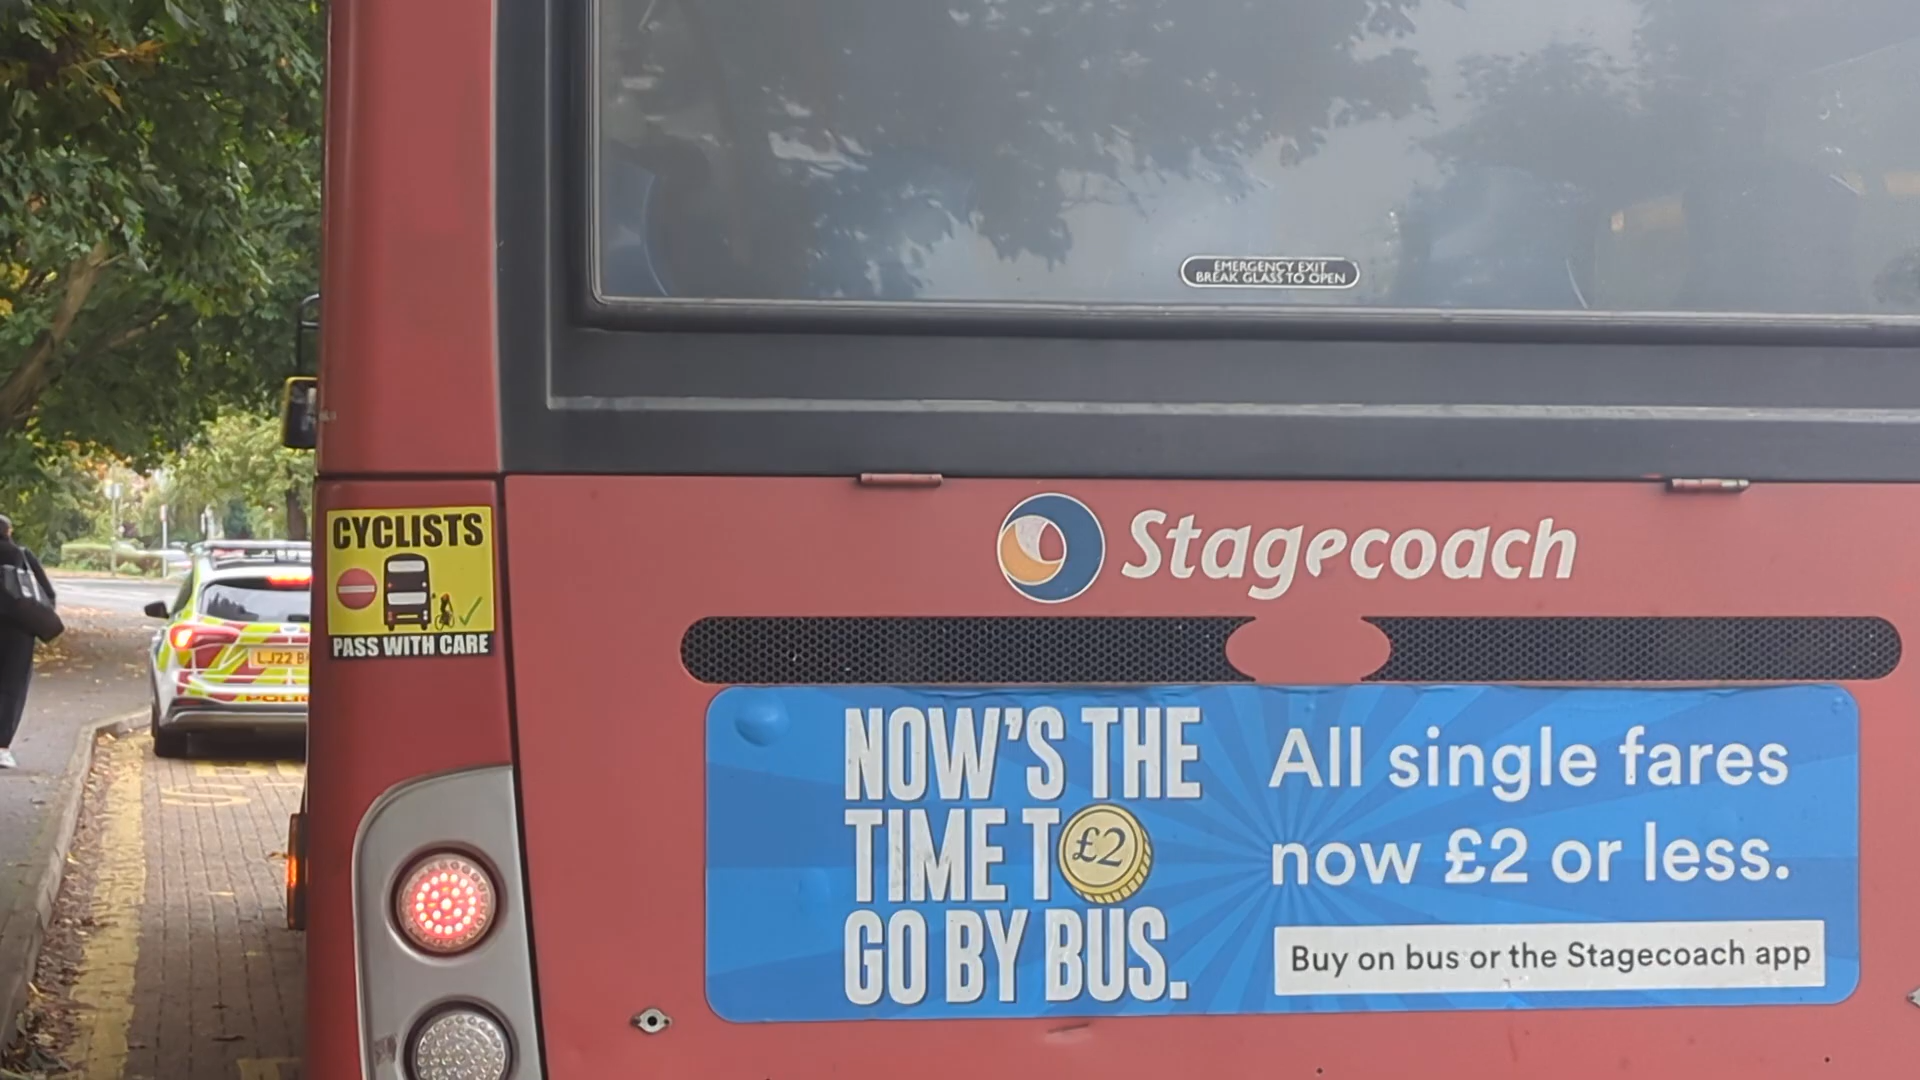 EMERGENCY EXIT
BREAK GLASS TO OPEN
CYCLISTS
PASS WITH CARE
Stagecoach
LJ22
NOW'S THE
TIME T£2
GO BY BUS.
All single fares
now £2 or less.
Buy on bus or the Stagecoach app